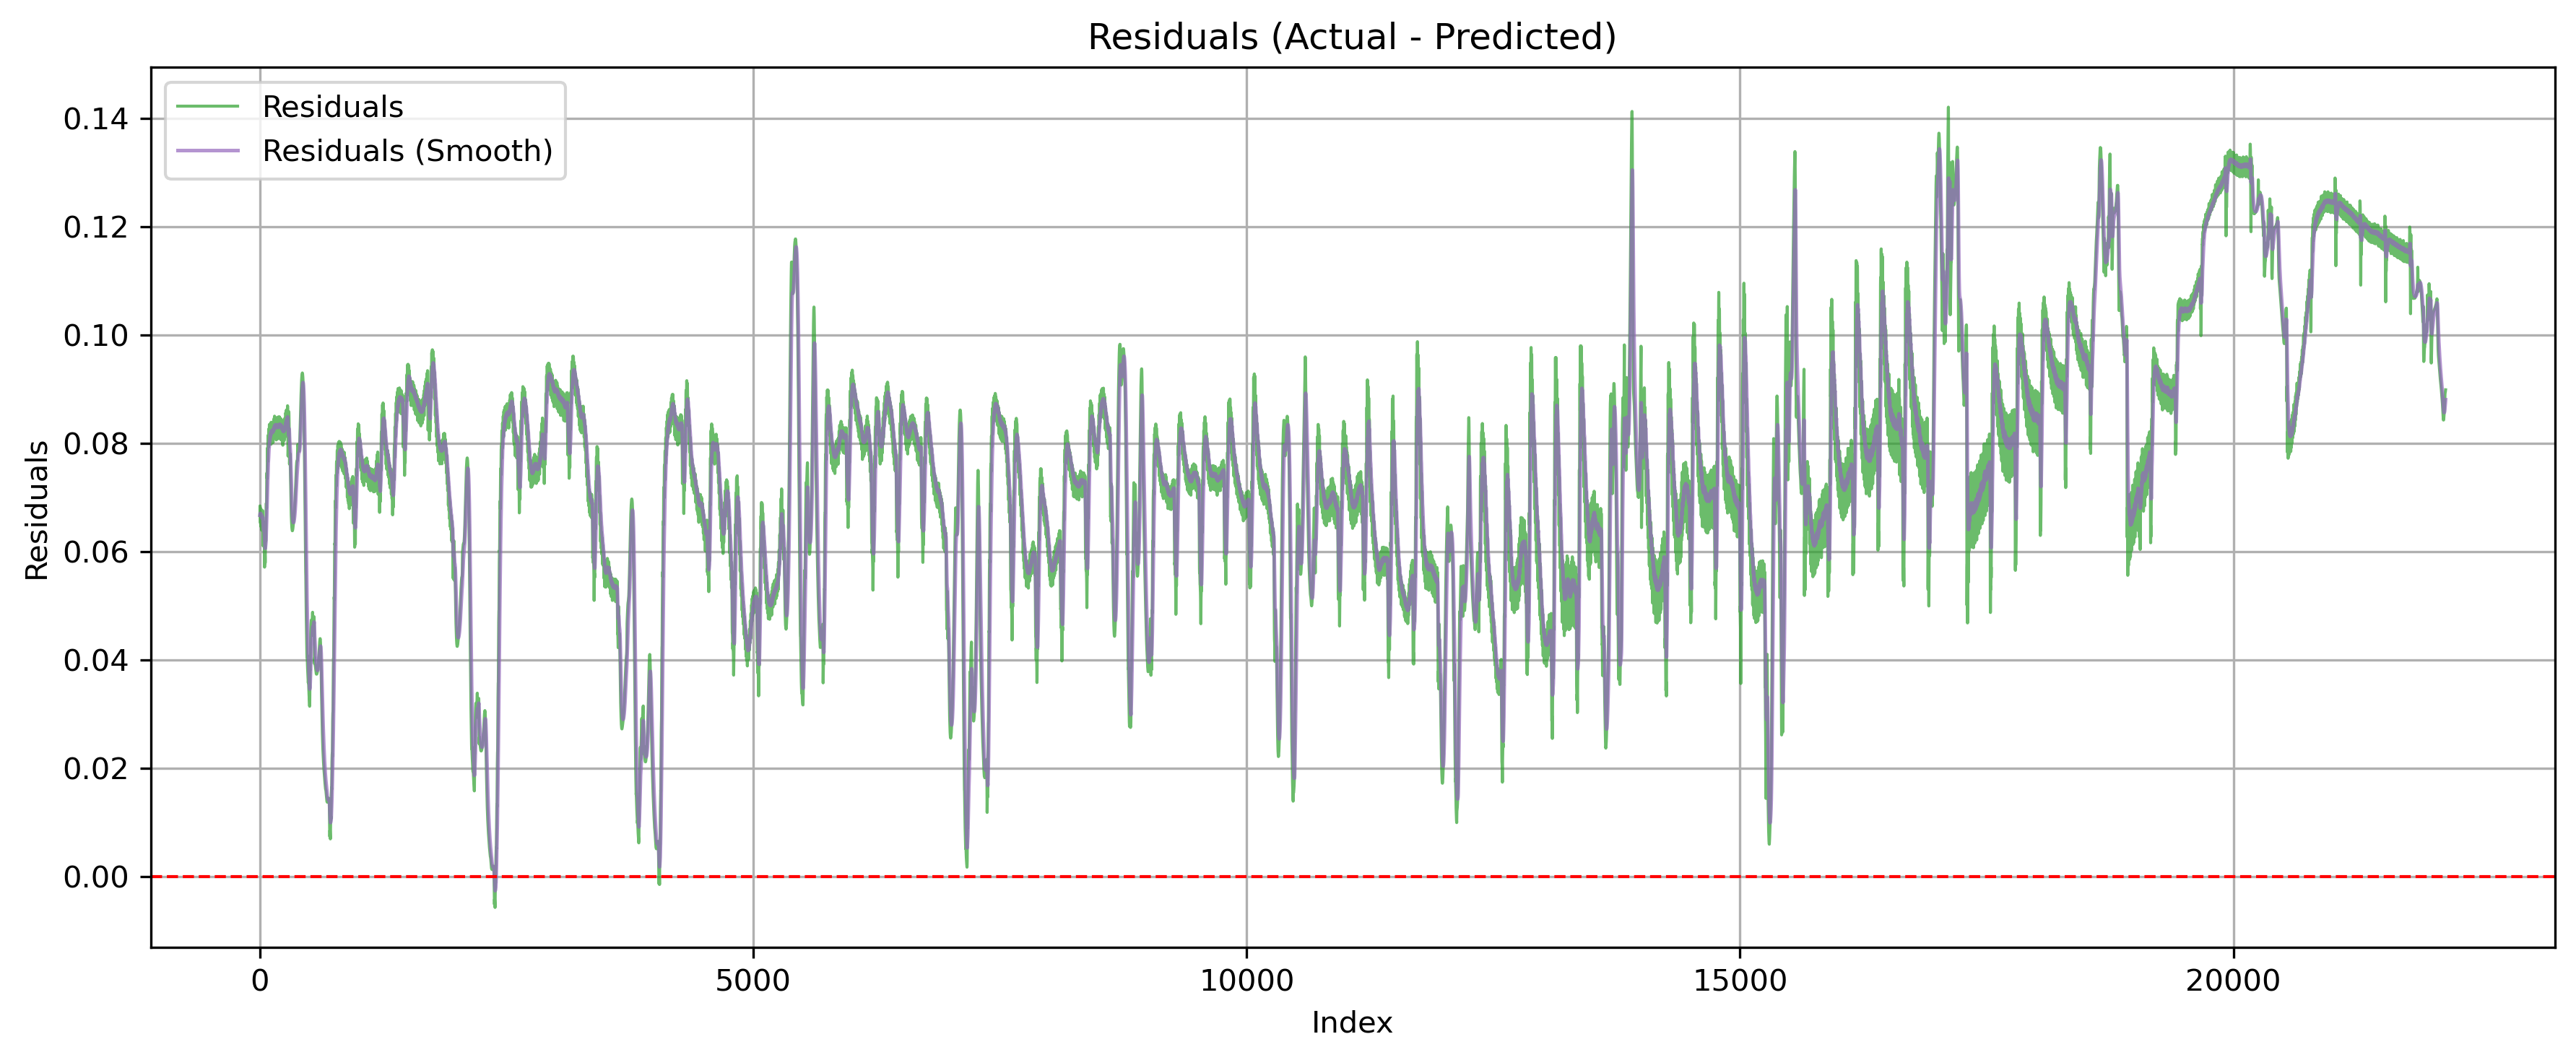 Residuals (Actual - Predicted)
Residuals
Residuals (Smooth)
0.14
0.12
0.10
0.08
0.06
0.04
0.02
0.00
Residuals
0
5000
10000
15000
20000
Index